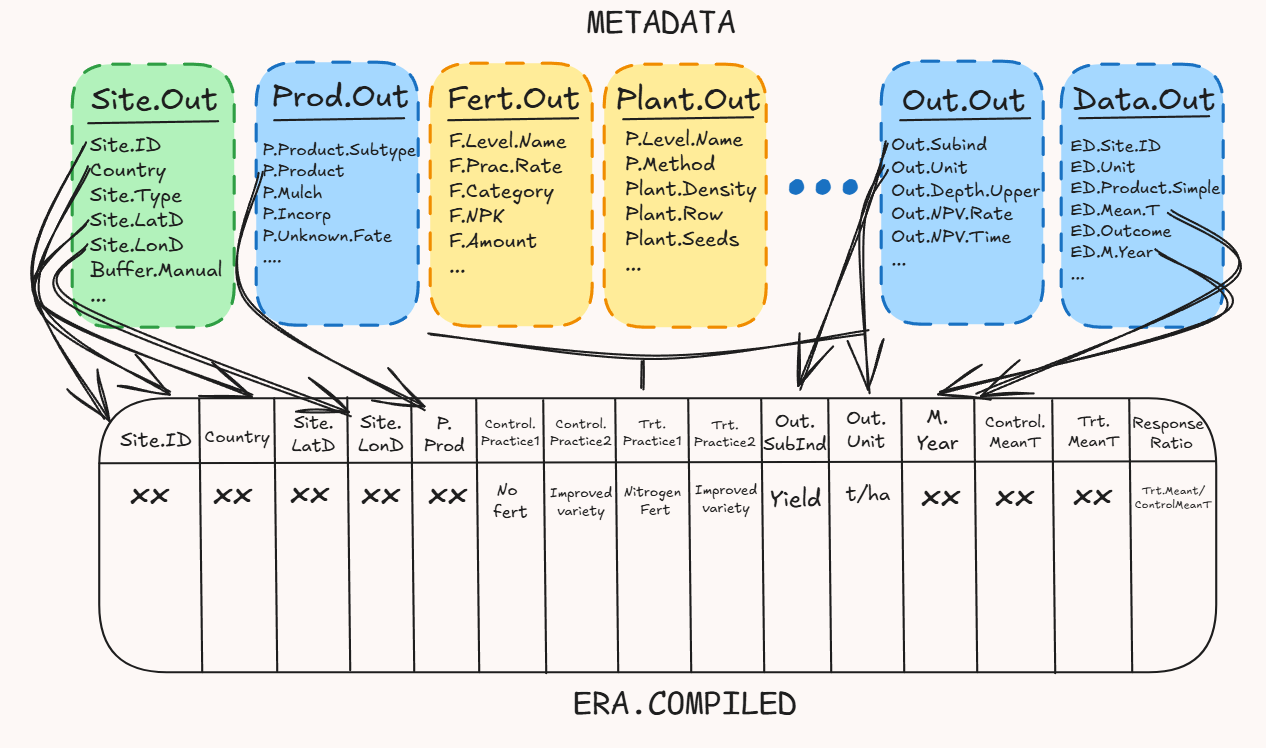 METADATA
Site.Out
Site.ID
Country
Site.Type
Site.LatD
Site.LonD
Buffer.Manual
...
Prod.Out
P.Product.Subtype
P.Product
P.Mulch
P.Incorp
P.Unknown.Fate
....
Fert.Out
F.Level.Name
F.Prac.Rate
F.Category
F.NPK
F.Amount
...
Plant.Out
P.Level.Name
P.Method
Plant.Density
Plant.Row
Plant.Seeds
...
Out.Out
Out.Subind
Out.Unit
Out.Depth.Upper
Out.NPV.Rate
Out.NPV.Time
...
Data.Out
ED.Site.ID
ED.Unit
ED.Product.Simple
ED.Mean.T
ED.Outcome
ED.M.Year
...
Site.ID
Country
Site.
LatD
Site.
LonD
P.
Prod
Control.
Practice1
Control.
Practice2
Trt.
Practice1
Trt.
Practice2
Out.
SubInd
Out.
Unit
M.
Year
Control.
MeanT
Trt.
MeanT
Response
Ratio
XX
XX
XX
XX
XX
No
fert
Improved
variety
Nitrogen
Fert
Improved
variety
Yield
t/ha
XX
XX
XX
Trt.Meant/
ControlMeanT
ERA.COMPILED